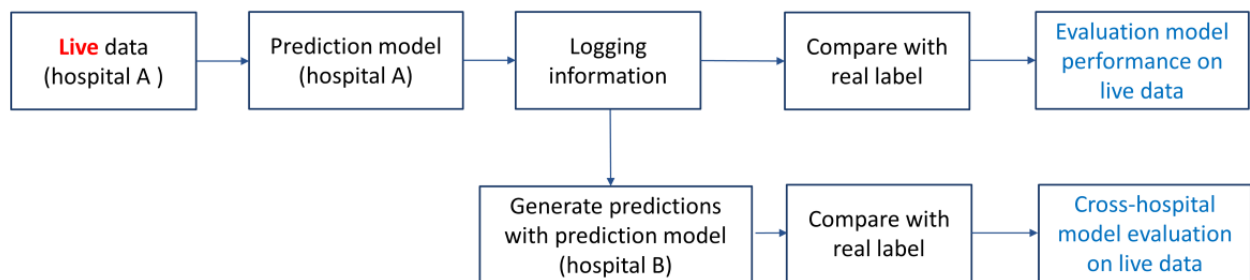 Live data
(hospital A )
Prediction model
(hospital A)
Logging
information
Compare with
real label
Evaluation model
performance on
live data
Generate predictions
with prediction model
(hospital B)
Compare with
real label
Cross-hospital
model evaluation
on live data